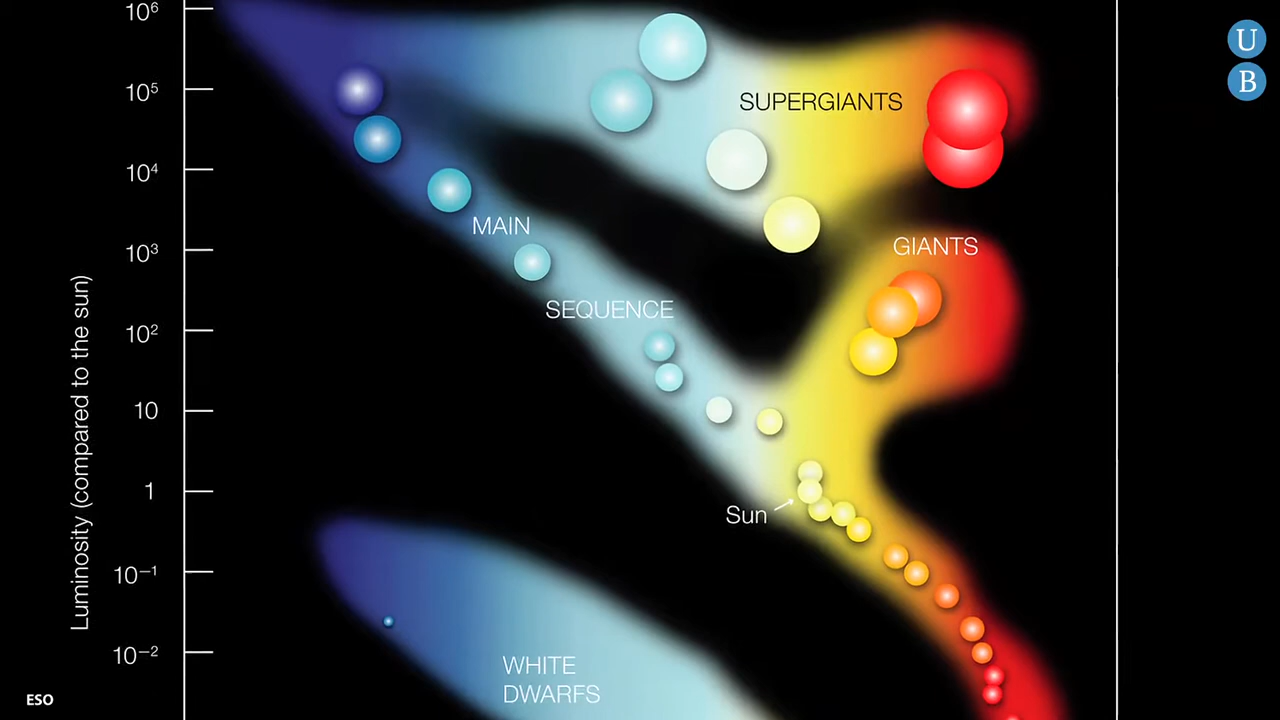 10⁶
10⁵
10⁴
10³
10²
10
1
10⁻¹
10⁻²
Luminosity (compared to the sun)
SUPERGIANTS
MAIN
GIANTS
SEQUENCE
Sun
WHITE
DWARFS
U
B
ESO